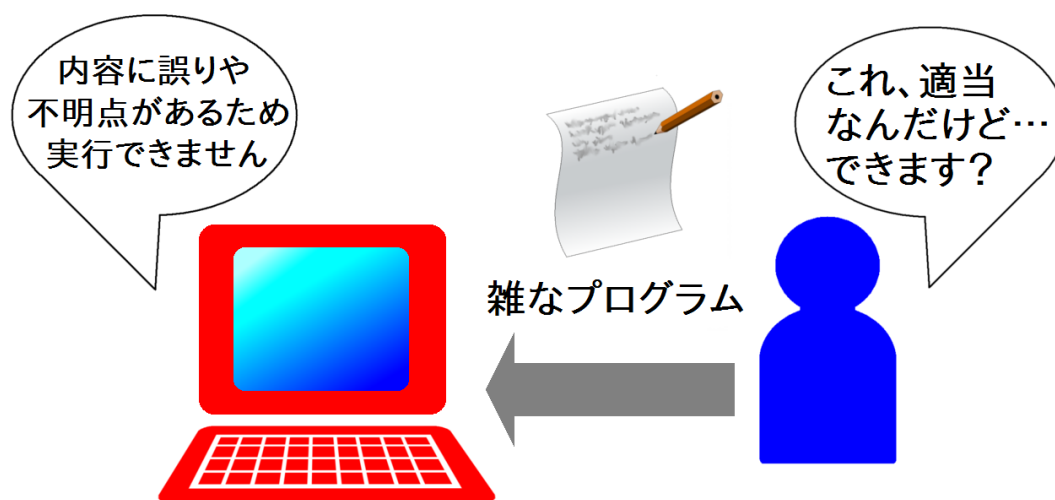 内容に誤りや
不明点があるため
実行できません
これ、適当
なんだけど…
できます?
雑なプログラム